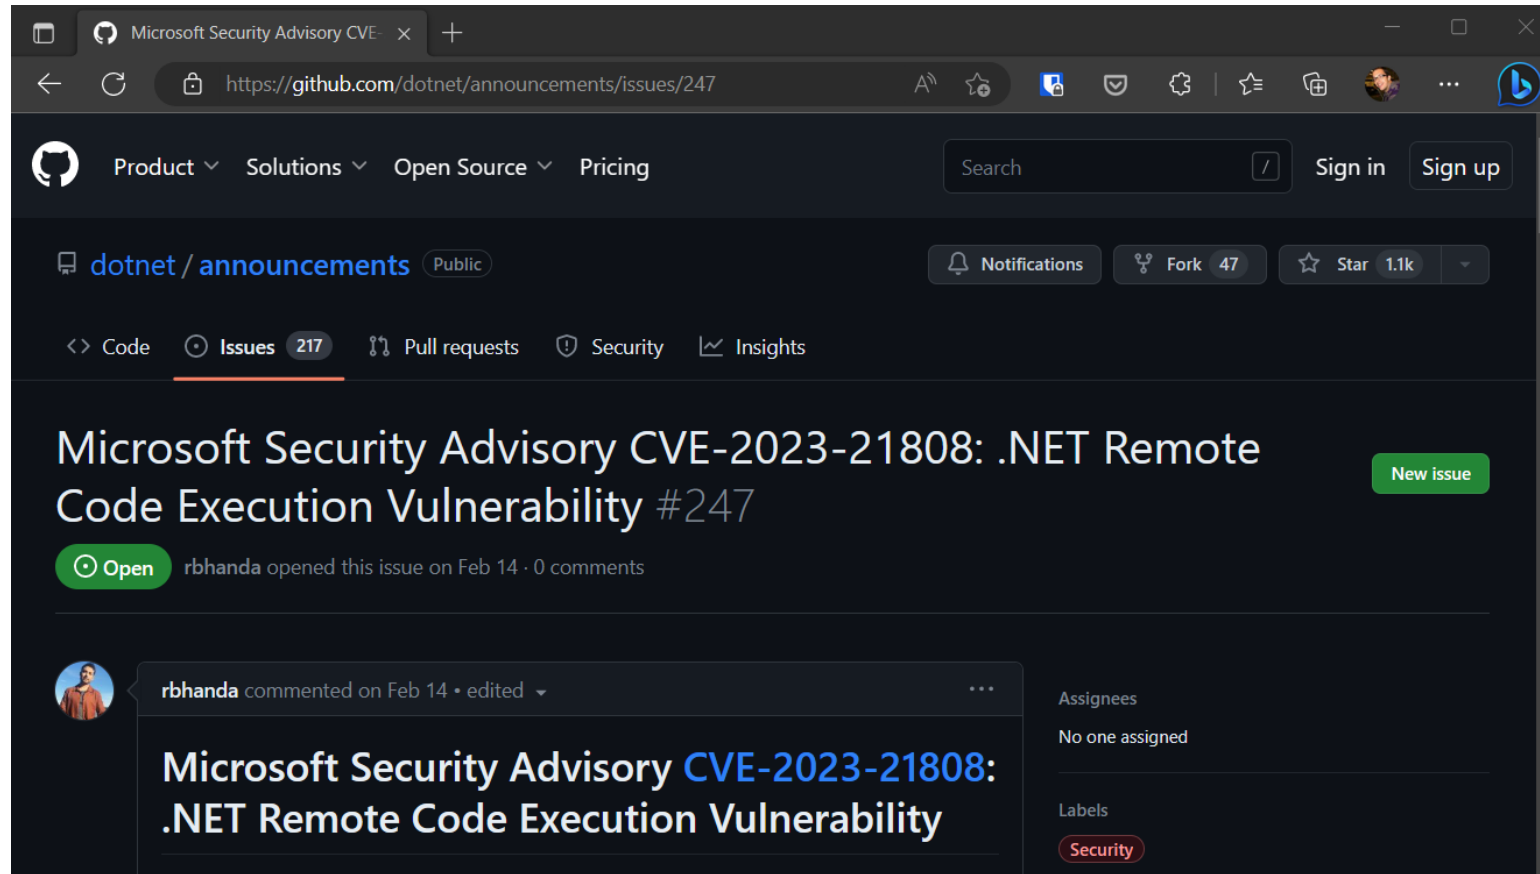 Microsoft Security Advisory CVE-
https://github.com/dotnet/announcements/issues/247
Product Solutions Open Source Pricing Search / Sign in Sign up
dotnet / announcements Public Notifications Fork 47 Star 1.1k
Code Issues 217 Pull requests Security Insights
Microsoft Security Advisory CVE-2023-21808: .NET Remote
Code Execution Vulnerability #247
New issue
Open rbhanda opened this issue on Feb 14 · 0 comments
rbhanda commented on Feb 14 • edited
Microsoft Security Advisory CVE-2023-21808:
.NET Remote Code Execution Vulnerability
Assignees
No one assigned
Labels
Security